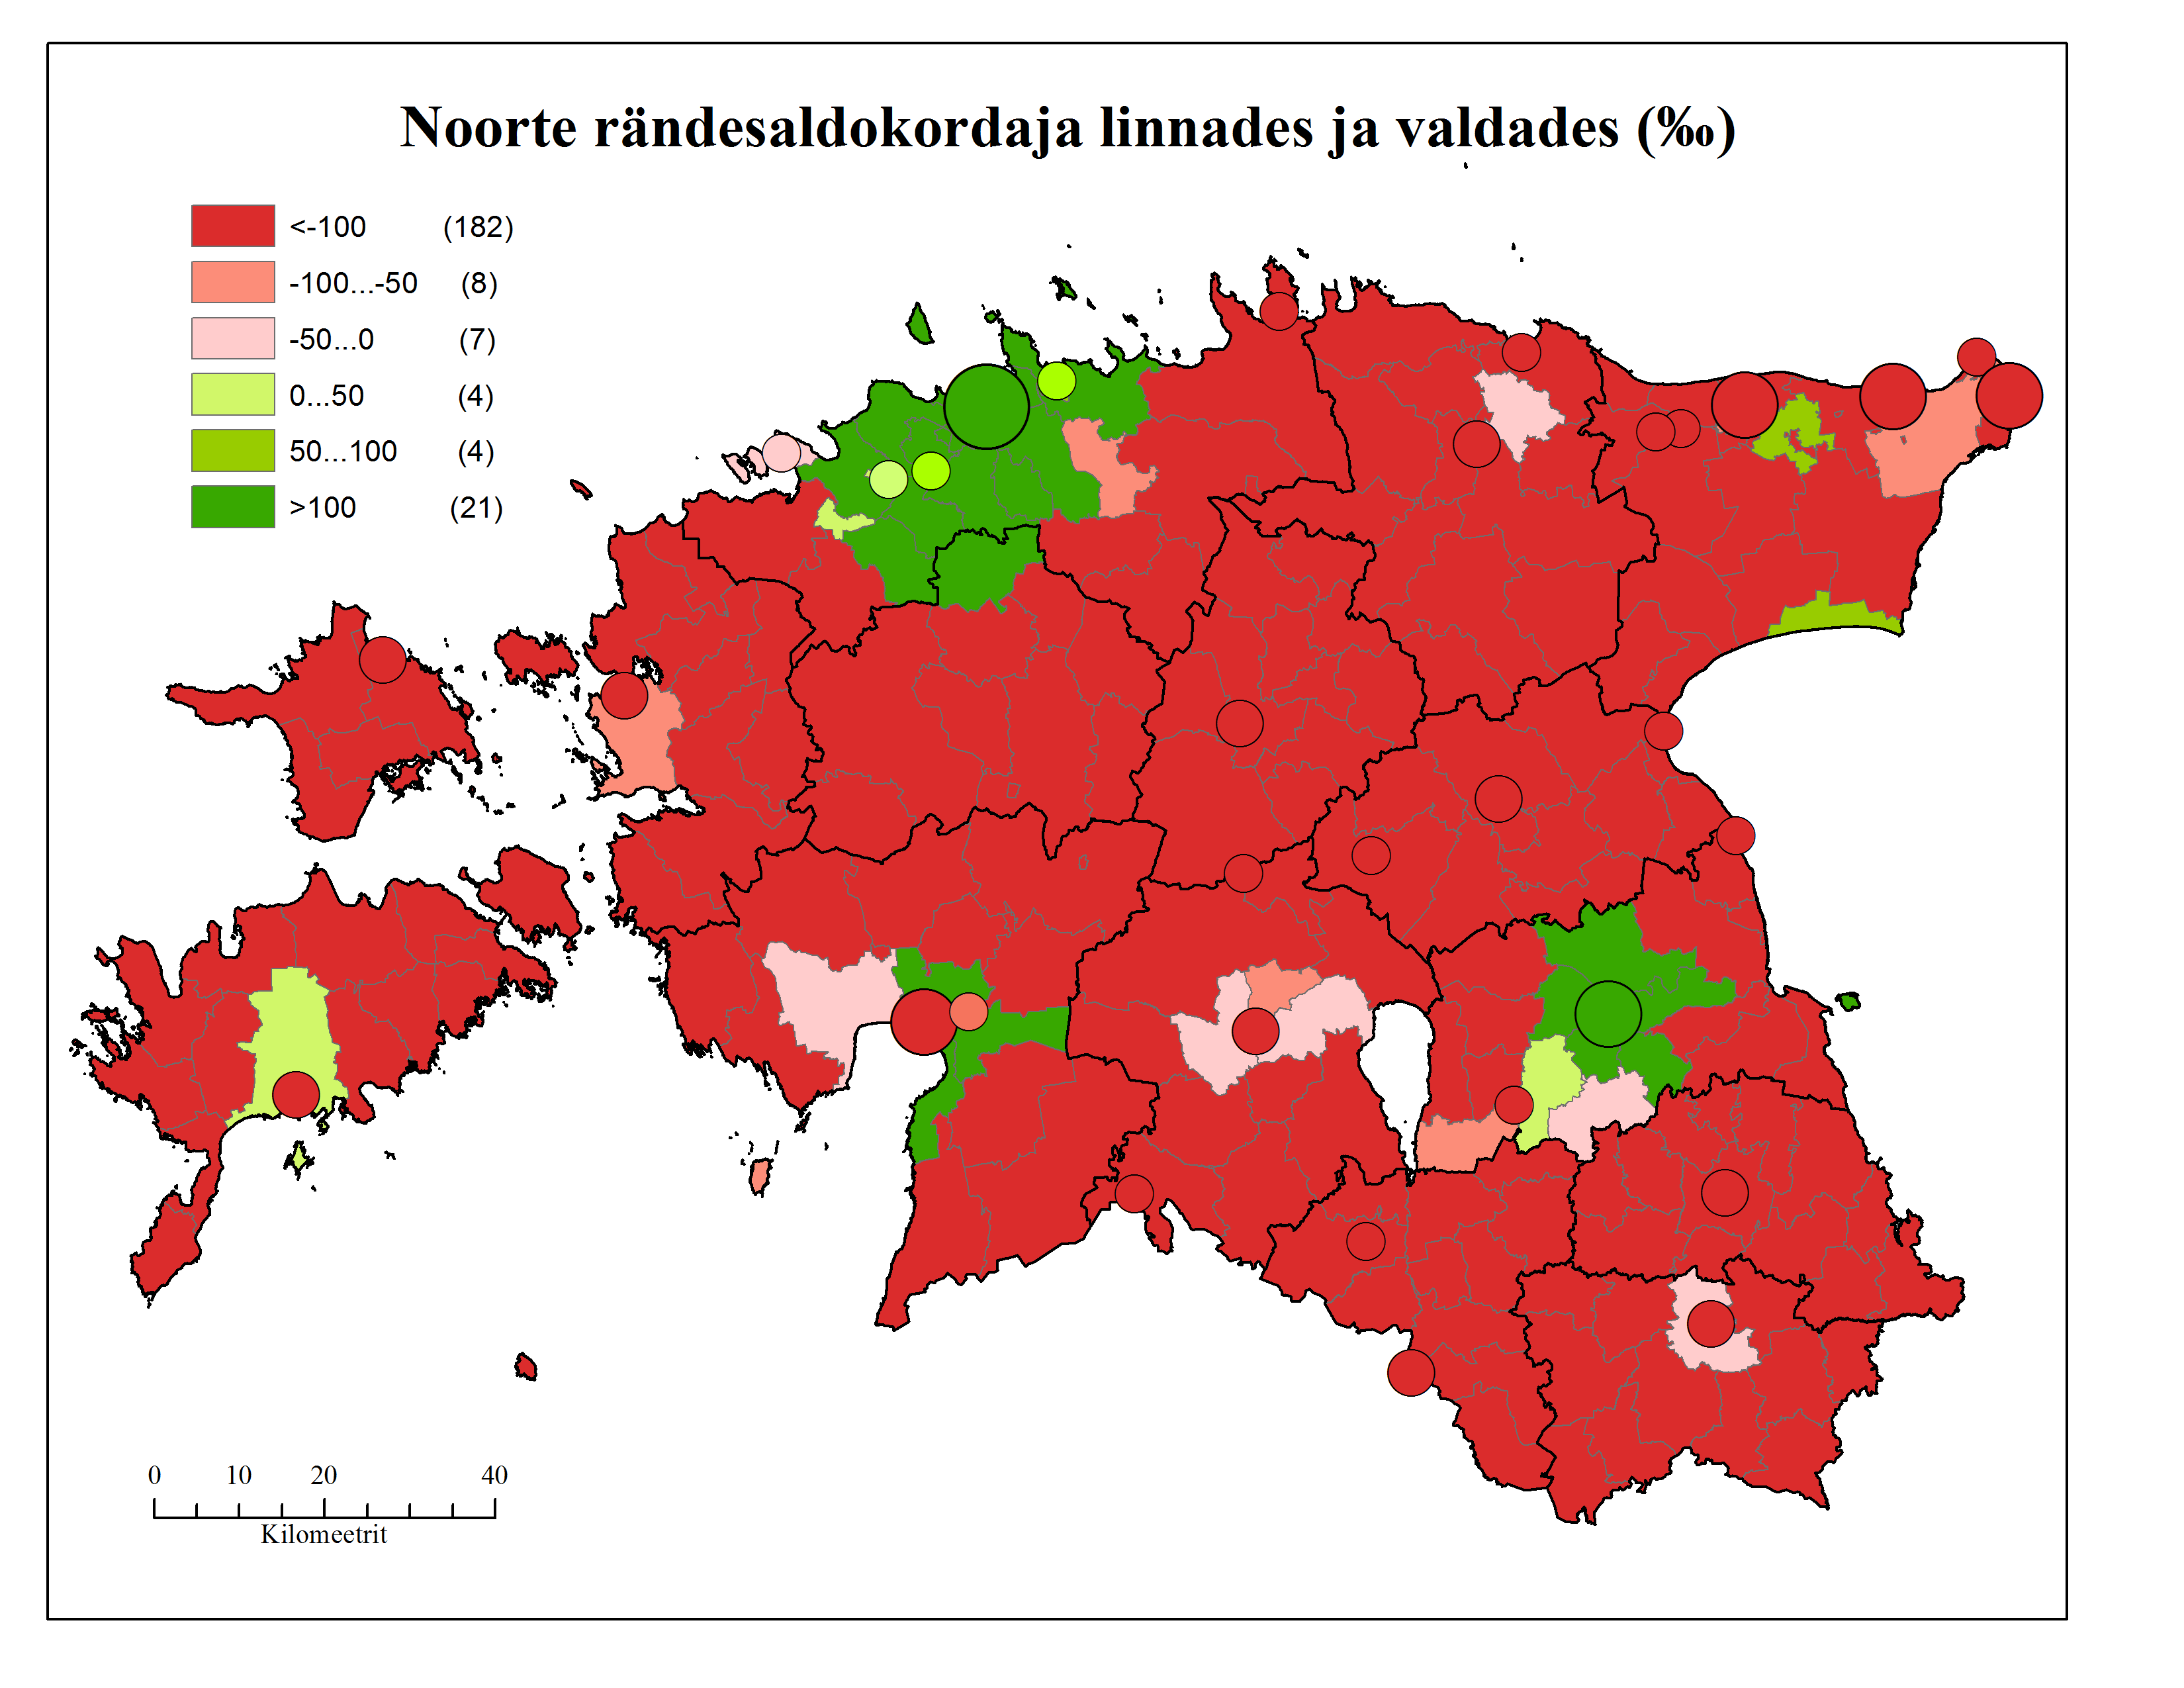 Noorte rändesaldokordaja linnades ja valdades (‰)
<-100 (182)
-100...-50 (8)
-50...0 (7)
0...50 (4)
50...100 (4)
>100 (21)
0 10 20 40
Kilomeetrit